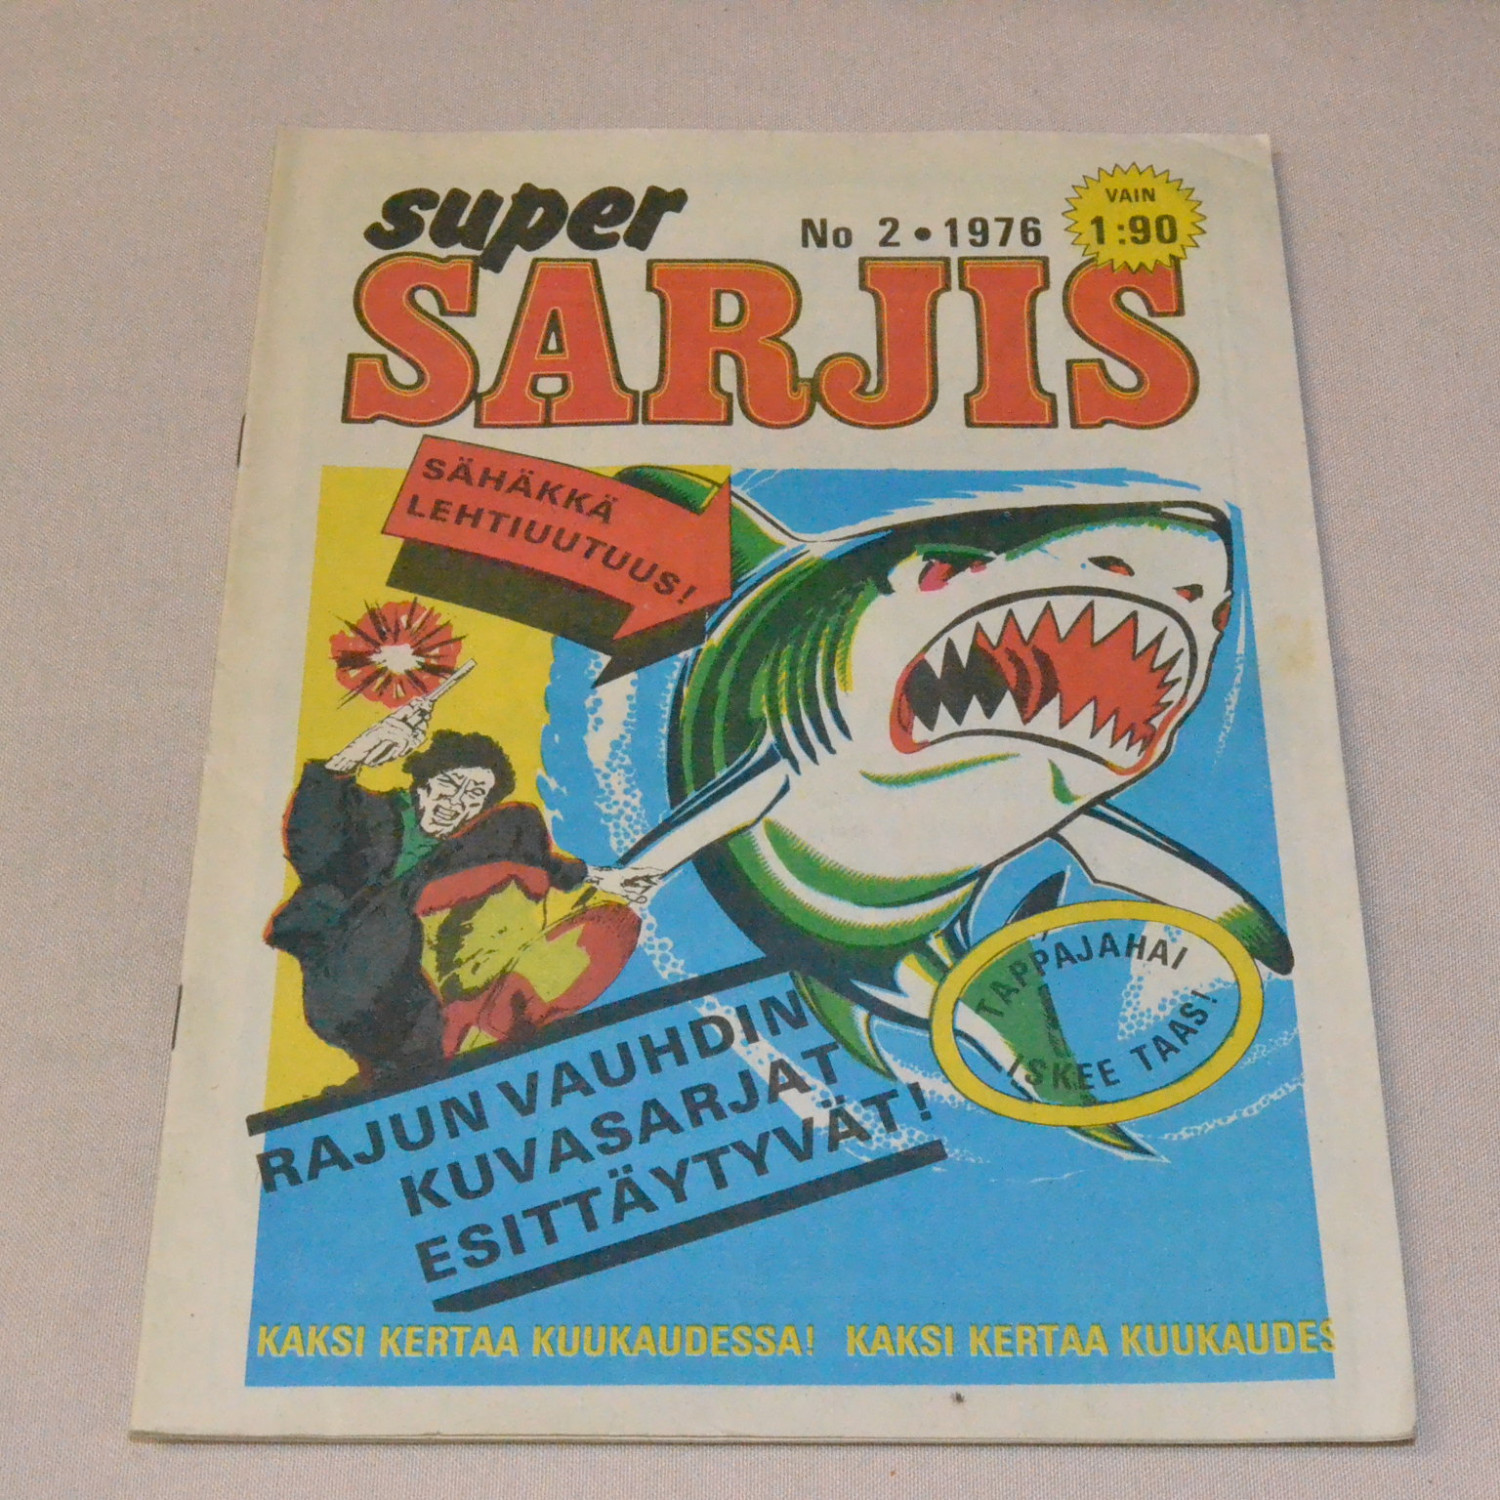 super
No 2 • 1976
VAIN
1:90
SARJIS
SÄHÄKKÄ
LEHTIUUTUUS!
TAPPAJAHAI
ISKEE TAAS!
RAJUN VAUHDIN
KUVASARJAT
ESITTÄYTYVÄT!
KAKSI KERTAA KUUKAUDESSA! KAKSI KERTAA KUUKAUDES